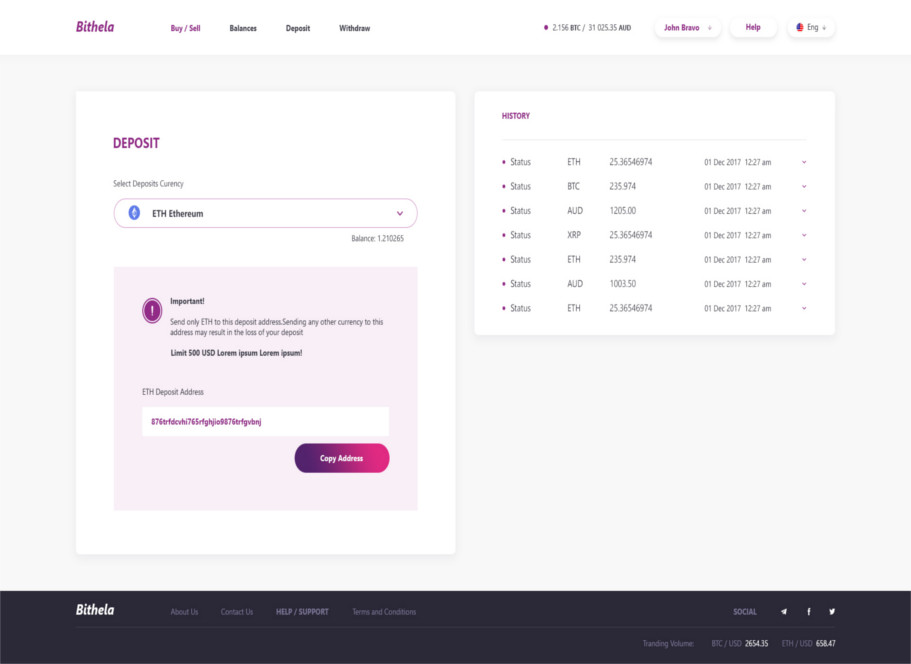 Bithela
Buy / Sell Balances Deposit Withdraw
2.156 BTC / 31 025.35 AUD
John Bravo
Help
Eng
DEPOSIT
Select Deposits Curency
ETH Ethereum
Balance: 1.210265
Important!
Send only ETH to this deposit address.Sending any other currency to this
address may result in the loss of your deposit
Limit 500 USD Lorem ipsum Lorem ipsum!
ETH Deposit Address
876trfdcvhi765rfghjio9876trfgvbnj
Copy Address
HISTORY
Status ETH 25.36546974 01 Dec 2017 12:27 am
Status BTC 235.974 01 Dec 2017 12:27 am
Status AUD 1205.00 01 Dec 2017 12:27 am
Status XRP 25.36546974 01 Dec 2017 12:27 am
Status ETH 235.974 01 Dec 2017 12:27 am
Status AUD 1003.50 01 Dec 2017 12:27 am
Status ETH 25.36546974 01 Dec 2017 12:27 am
Bithela
About Us Contact Us HELP / SUPPORT Terms and Conditions
SOCIAL
Tranding Volume: BTC / USD 2654.35 ETH / USD 658.47